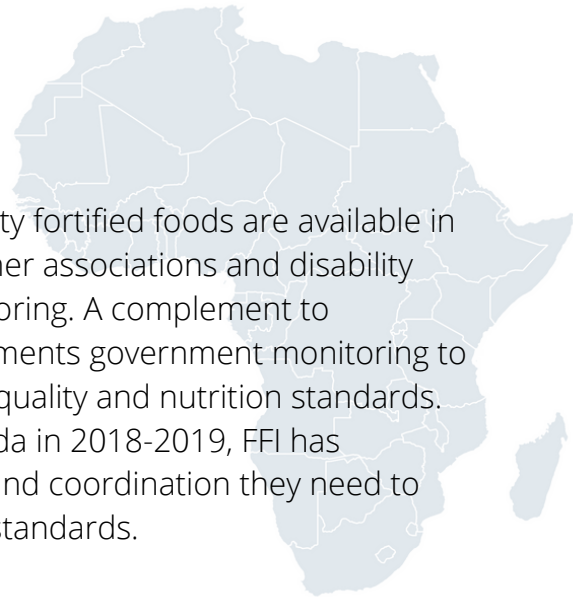 ty fortified foods are available in
ner associations and disability
oring. A complement to
ments government monitoring to
quality and nutrition standards.
da in 2018-2019, FFI has
nd coordination they need to
standards.